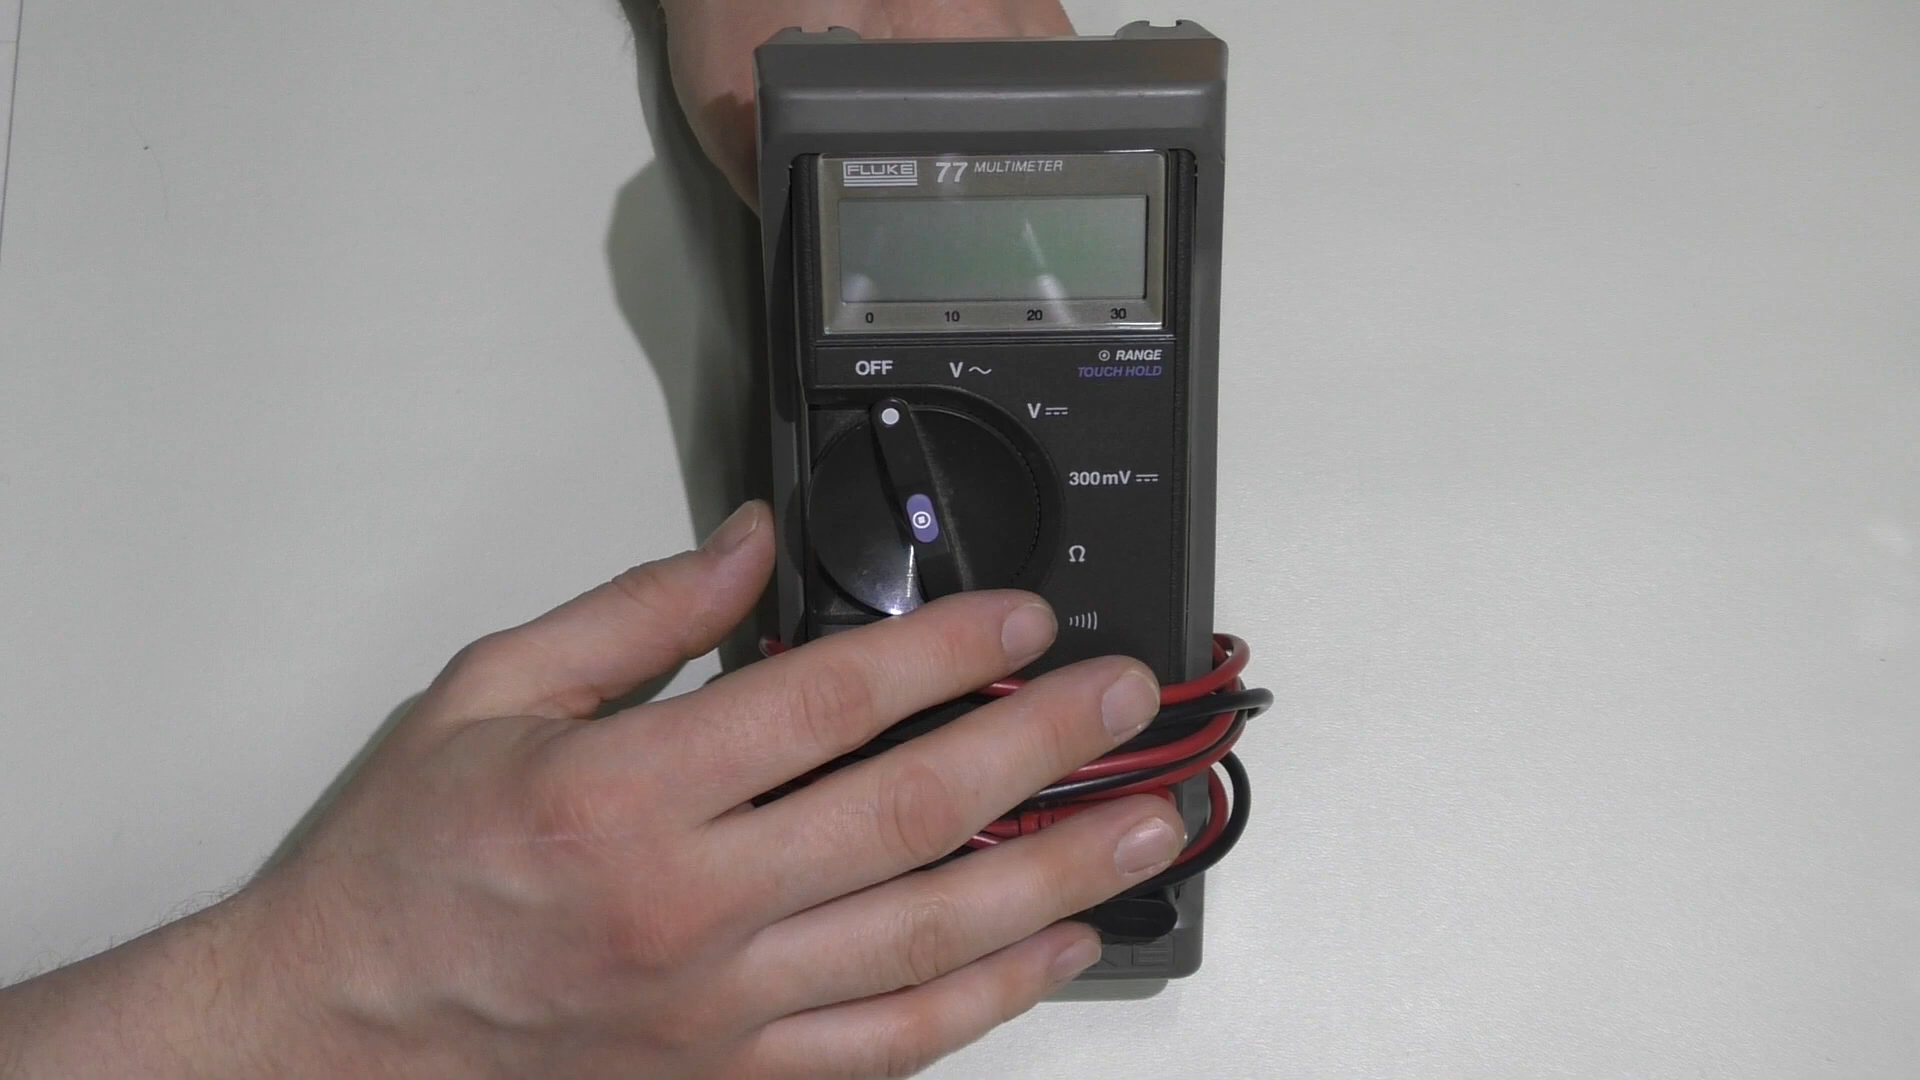 FLUKE 77 MULTIMETER
0 10 20 30
RANGE
TOUCH HOLD
OFF V~
V⎓
300mV⎓
Ω